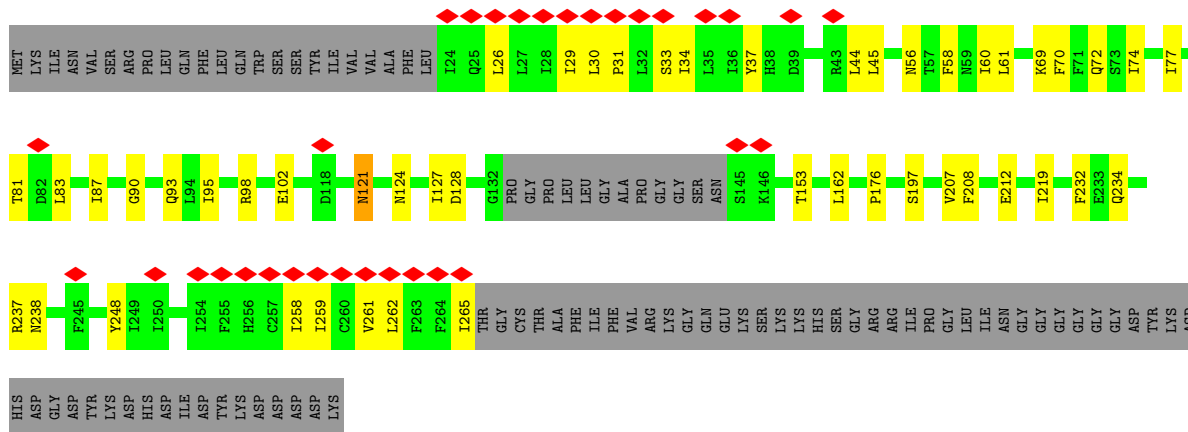 MET LYS ILE ASN VAL SER ARG PRO LEU GLN PHE LEU GLN TRP SER SER TYR ILE VAL VAL ALA PHE LEU I24 Q25 L26 L27 I28 I29 L30 P31 L32 S33 I34 L35 I36 Y37 H38 D39 R43 L44 L45 N56 T57 F58 N59 I60 L61 K69 F70 F71 Q72 S73 I74 I77
T81 D82 L83 I87 G90 Q93 L94 I95 R98 E102 D118 N121 N124 I127 D128 G132 PRO GLY PRO LEU LEU GLY ALA PRO GLY GLY SER ASN S145 K146 T153 L162 P176 S197 V207 F208 E212 I219 F232 E233 Q234
R237 N238 F245 Y248 I249 I250 I254 F255 H256 C257 I258 I259 C260 V261 L262 F263 F264 I265 THR GLY CYS THR ALA PHE ILE PHE VAL ARG LYS GLY GLN GLU LYS SER LYS LYS HIS SER GLY ARG ARG ILE PRO GLY LEU ILE ASN GLY GLY GLY GLY GLY GLY ASP TYR LYS ASP
HIS ASP GLY ASP TYR LYS ASP HIS ASP ILE ASP TYR LYS ASP ASP ASP ASP LYS